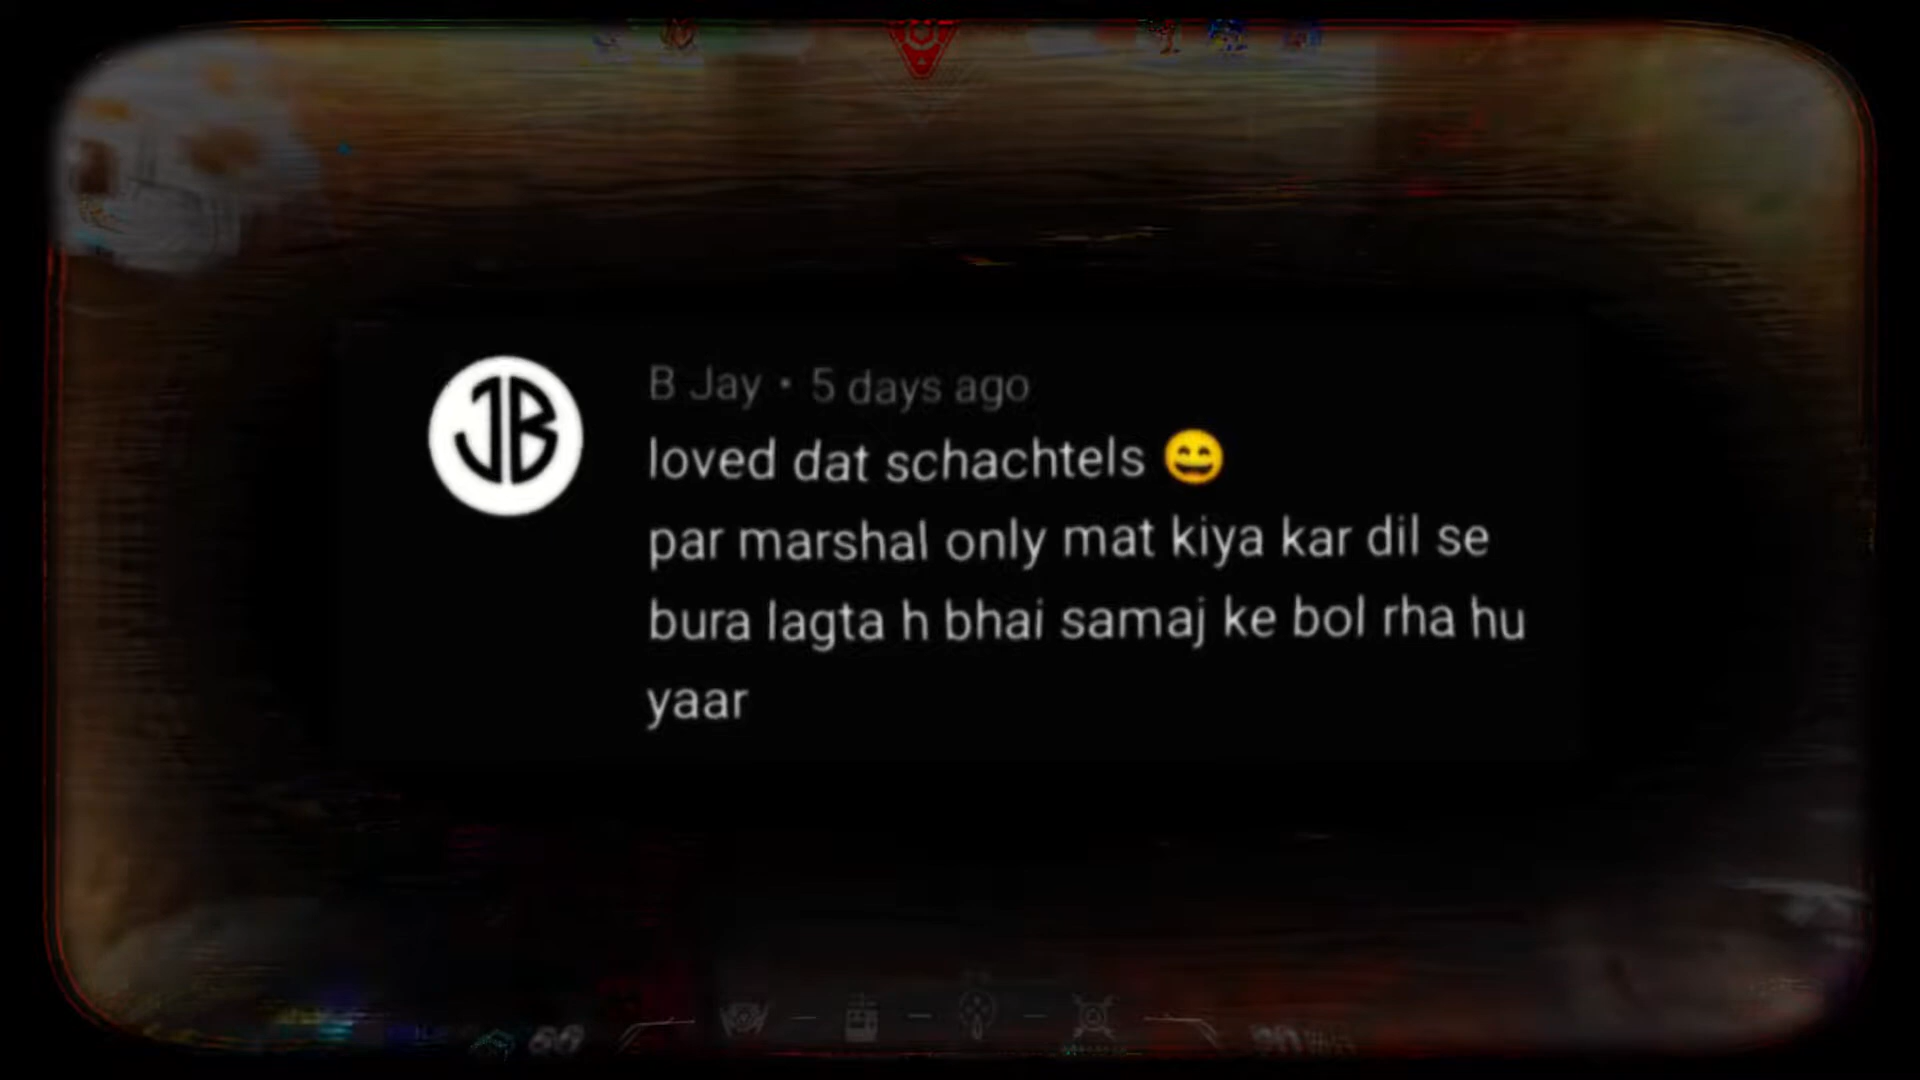 JB
B Jay • 5 days ago
loved dat schachtels 😄
par marshal only mat kiya kar dil se
bura lagta h bhai samaj ke bol rha hu
yaar